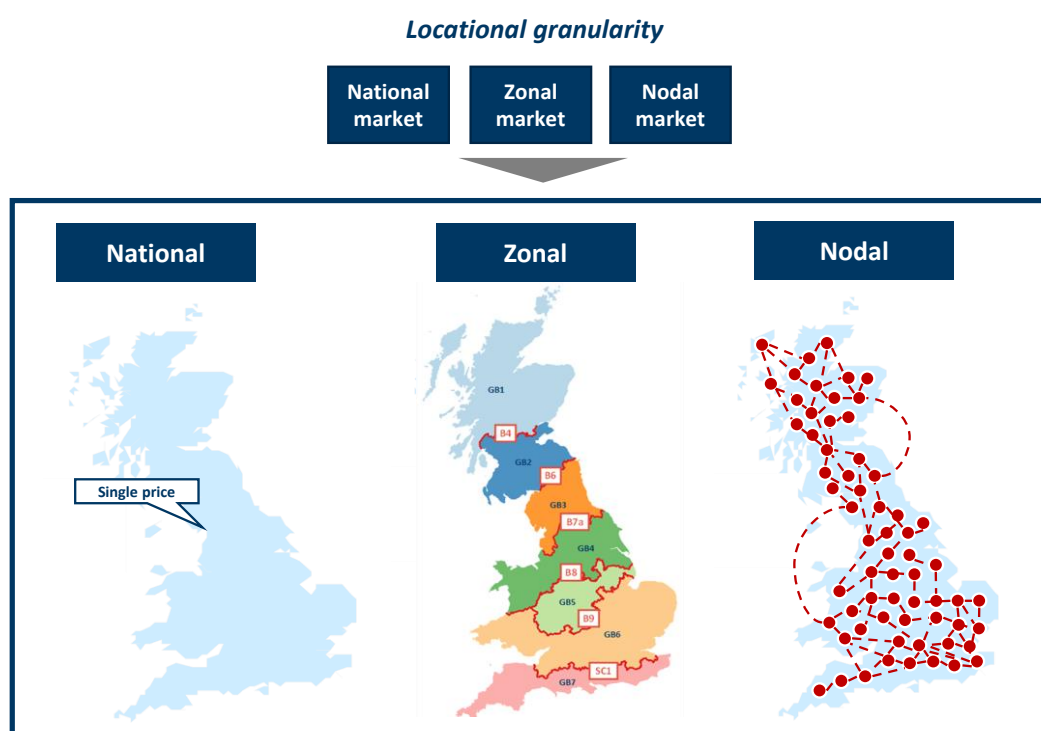 Locational granularity
National
market
Zonal
market
Nodal
market
National
Zonal
Nodal
Single price
GB1
B4
GB2
B6
GB3
B7a
GB4
B8
GB5
B9
GB6
SC1
GB7